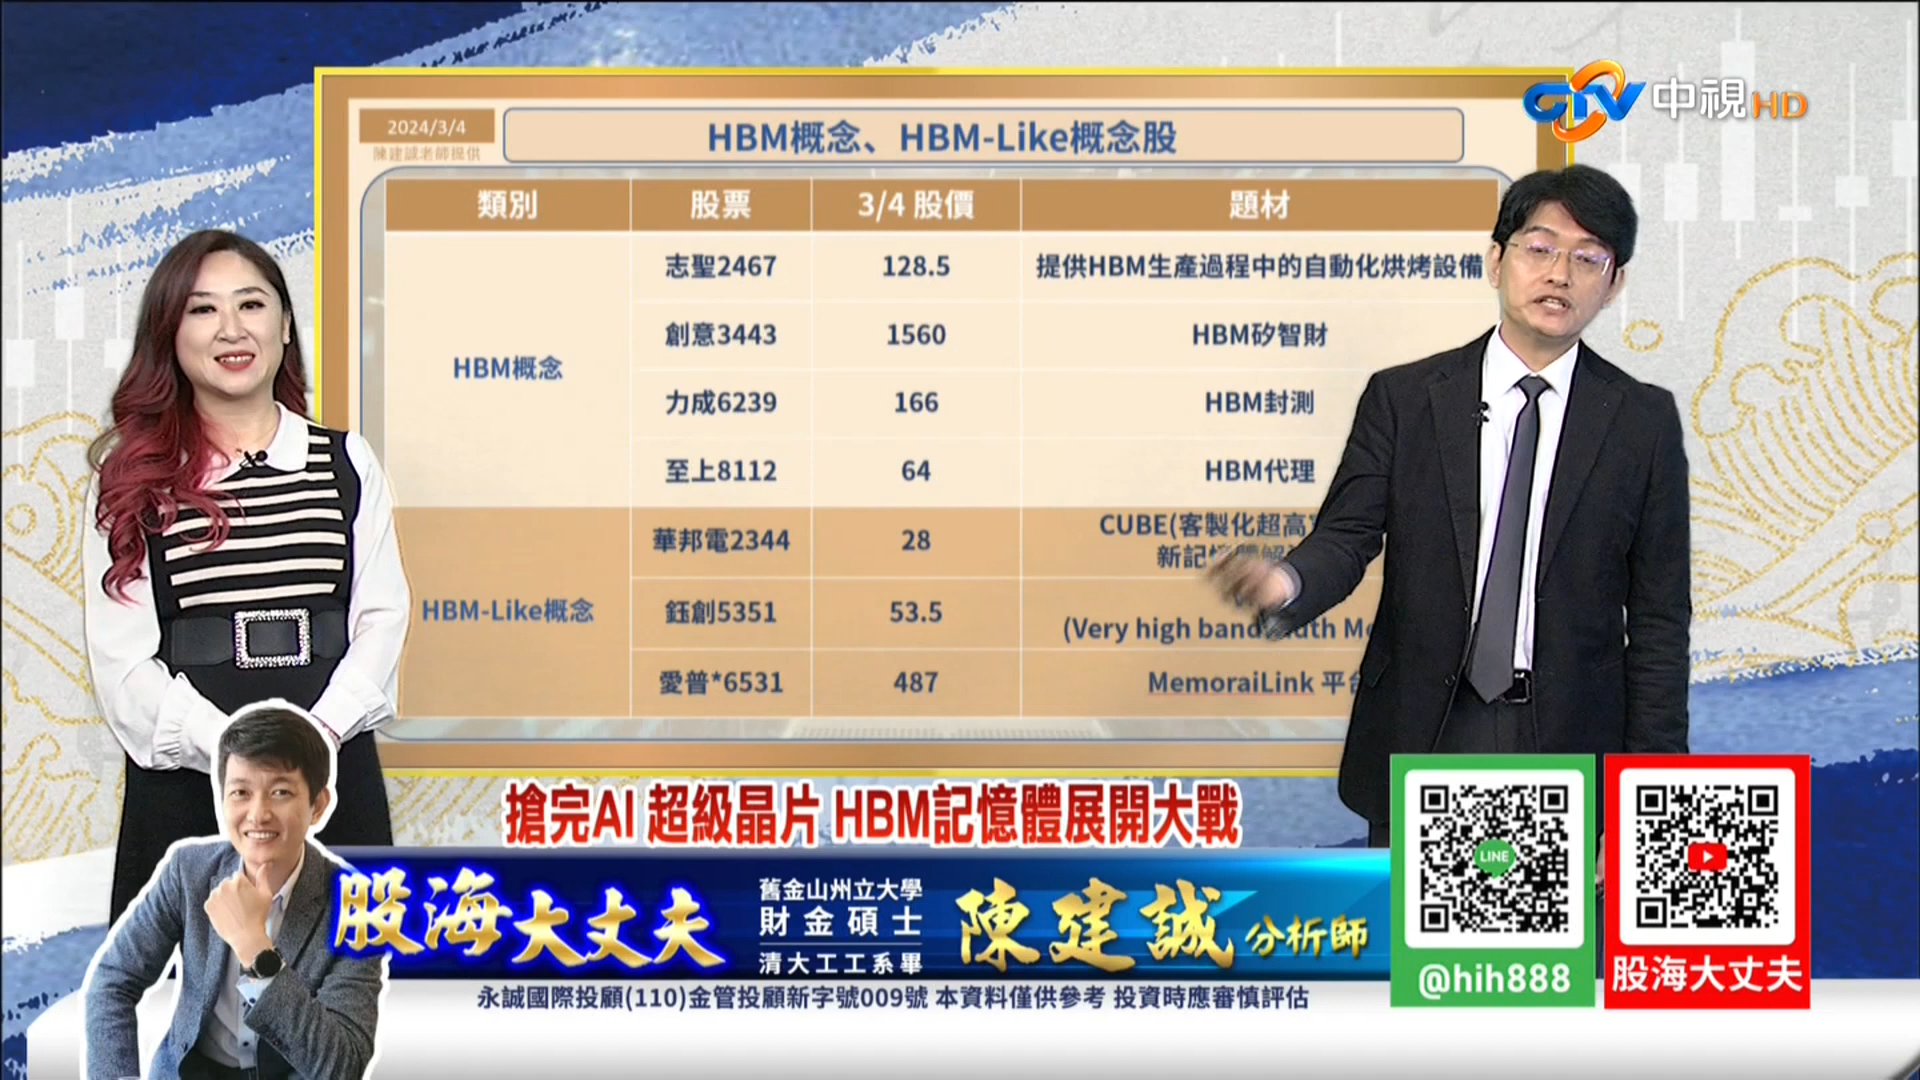 CTV 中視HD
2024/3/4
陳建誠老師提供
HBM概念、HBM-Like概念股
類別 股票 3/4 股價 題材
HBM概念
志聖2467 128.5 提供HBM生產過程中的自動化烘烤設備
創意3443 1560 HBM矽智財
力成6239 166 HBM封測
至上8112 64 HBM代理
HBM-Like概念
華邦電2344 28 CUBE(客製化超高
新記憶
鈺創5351 53.5 (Very high
愛普*6531 487 MemoraiLink 平台
搶完AI 超級晶片 HBM記憶體展開大戰
股海大丈夫
舊金山州立大學
財金碩士
清大工工系畢
陳建誠 分析師
永誠國際投顧(110)金管投顧新字號009號 本資料僅供參考 投資時應審慎評估
LINE
@hih888
股海大丈夫